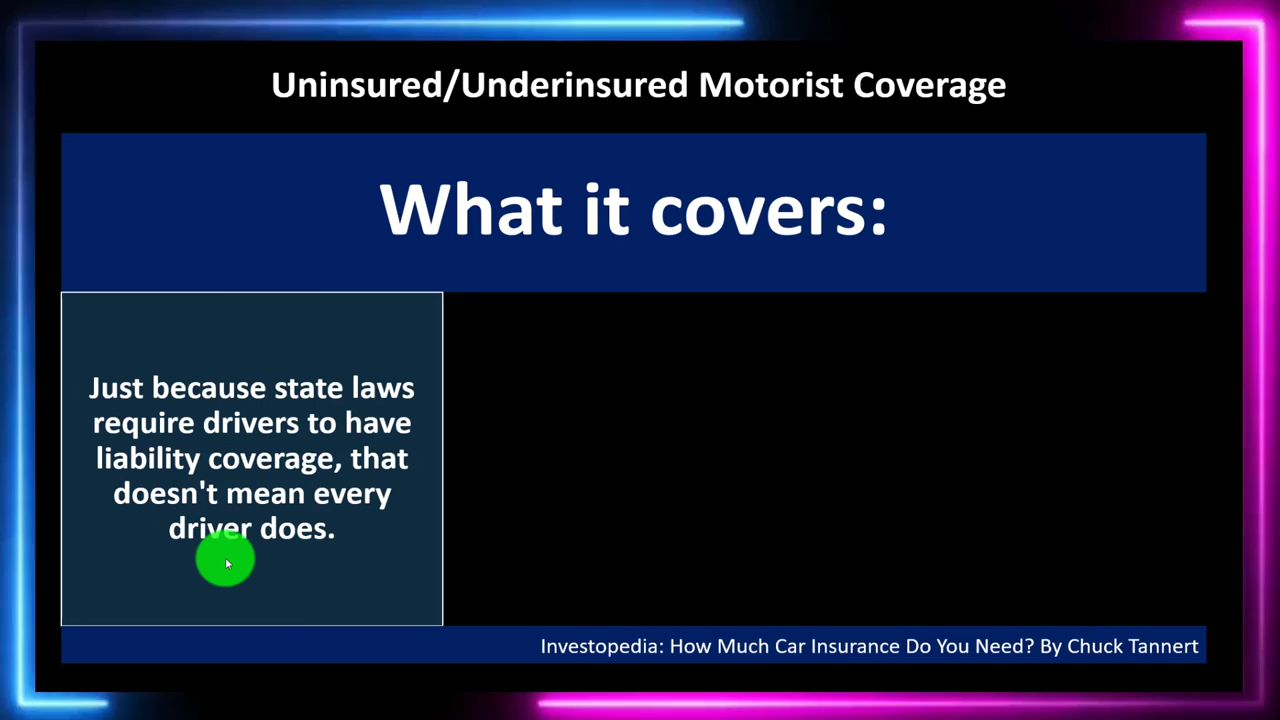 Uninsured/Underinsured Motorist Coverage
What it covers:
Just because state laws
require drivers to have
liability coverage, that
doesn't mean every
driver does.
Investopedia: How Much Car Insurance Do You Need? By Chuck Tannert